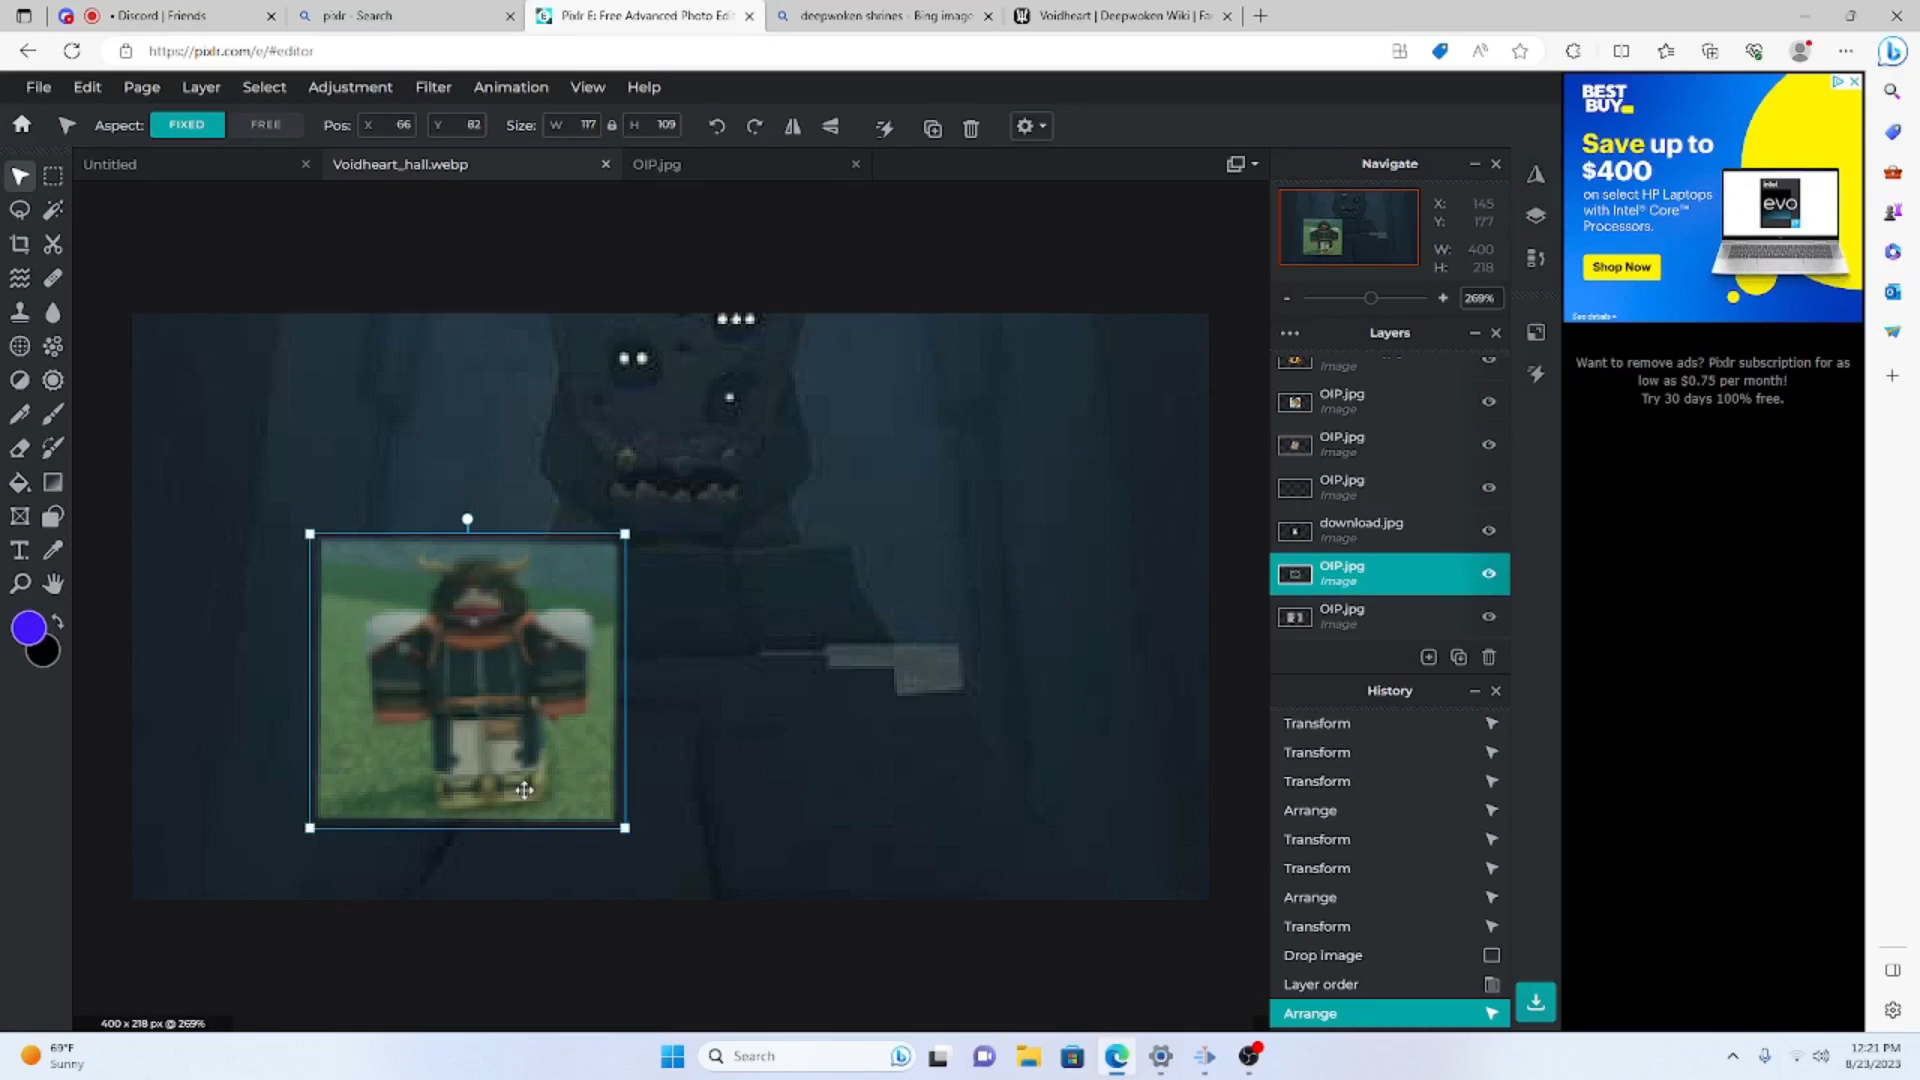 • Discord | Friends
pixlr - Search
Pixlr E: Free Advanced Photo Edi
deepwoken shrines - Bing image
Voidheart | Deepwoken Wiki | Fa
https://pixlr.com/e/#editor
File Edit Page Layer Select Adjustment Filter Animation View Help
Aspect: FIXED FREE Pos: X 66 Y 82 Size: W 117 H 109
Untitled
Voidheart_hall.webp
OIP.jpg
Navigate
X: 145
Y: 177
W: 400
H: 218
269%
Layers
Image
OIP.jpg
Image
OIP.jpg
Image
OIP.jpg
Image
download.jpg
Image
OIP.jpg
Image
OIP.jpg
Image
History
Transform
Transform
Transform
Arrange
Transform
Transform
Arrange
Transform
Drop image
Layer order
Arrange
400 x 218 px @ 269%
BEST
BUY
Save up to
$400
on select HP Laptops
with Intel® Core™
Processors.
Shop Now
intel
evo
See details
Want to remove ads? Pixlr subscription for as
low as $0.75 per month!
Try 30 days 100% free.
69°F
Sunny
Search
12:21 PM
8/23/2023